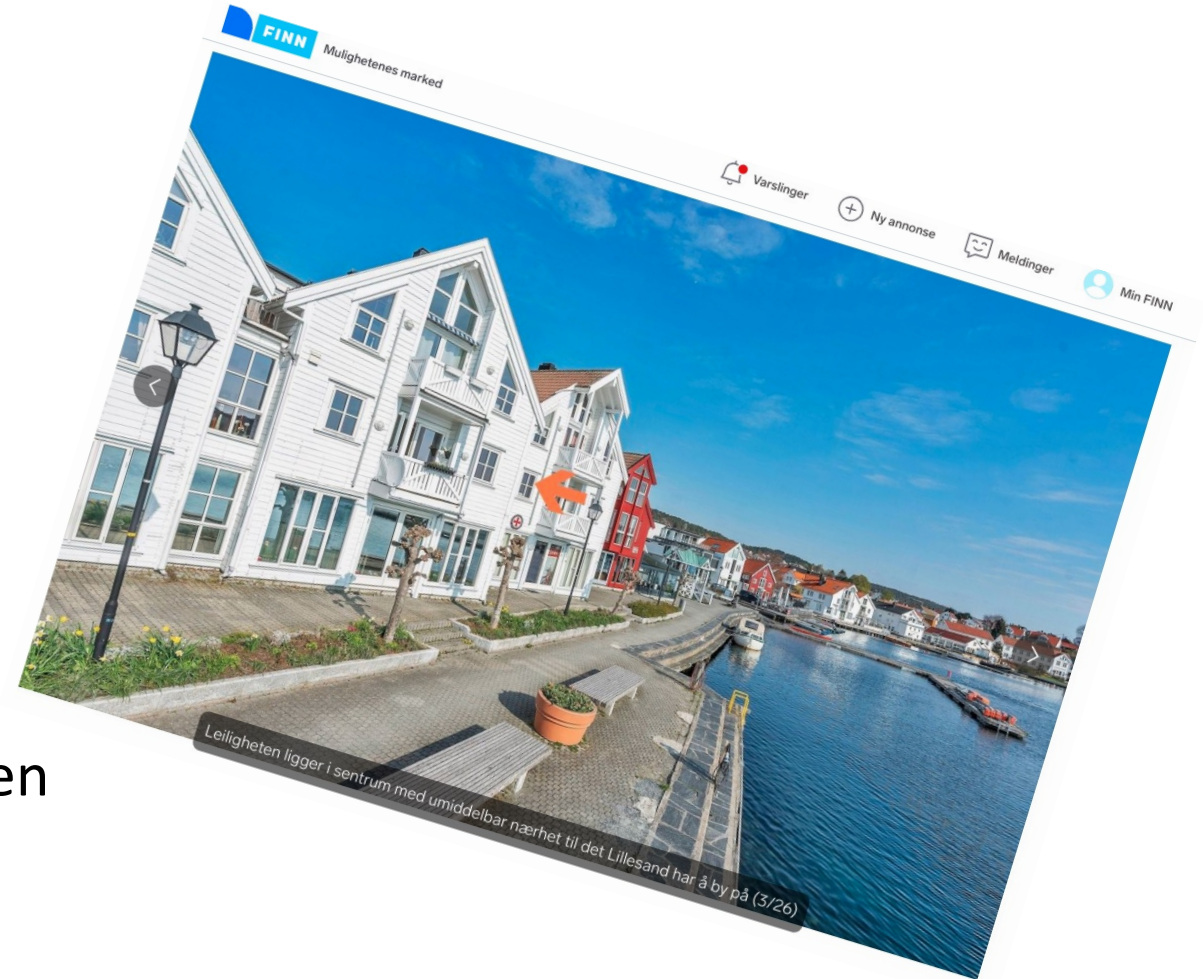 FINN
Mulighetenes marked
Varslinger
Ny annonse
Meldinger
Min FINN
en
Leiligheten ligger i sentrum med umiddelbar nærhet til det Lillesand har å by på (3/26)